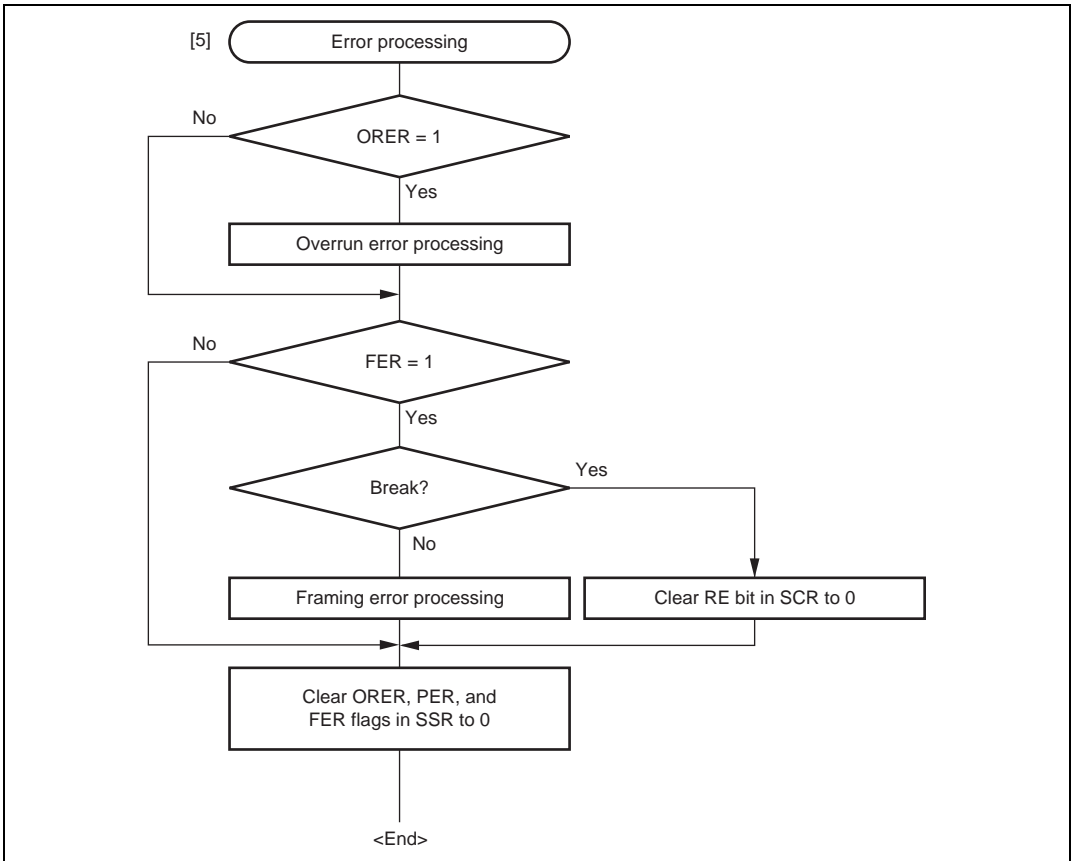 [5]
Error processing
No
ORER = 1
Yes
Overrun error processing
No
FER = 1
Yes
Break?
Yes
No
Framing error processing
Clear RE bit in SCR to 0
Clear ORER, PER, and
FER flags in SSR to 0
<End>